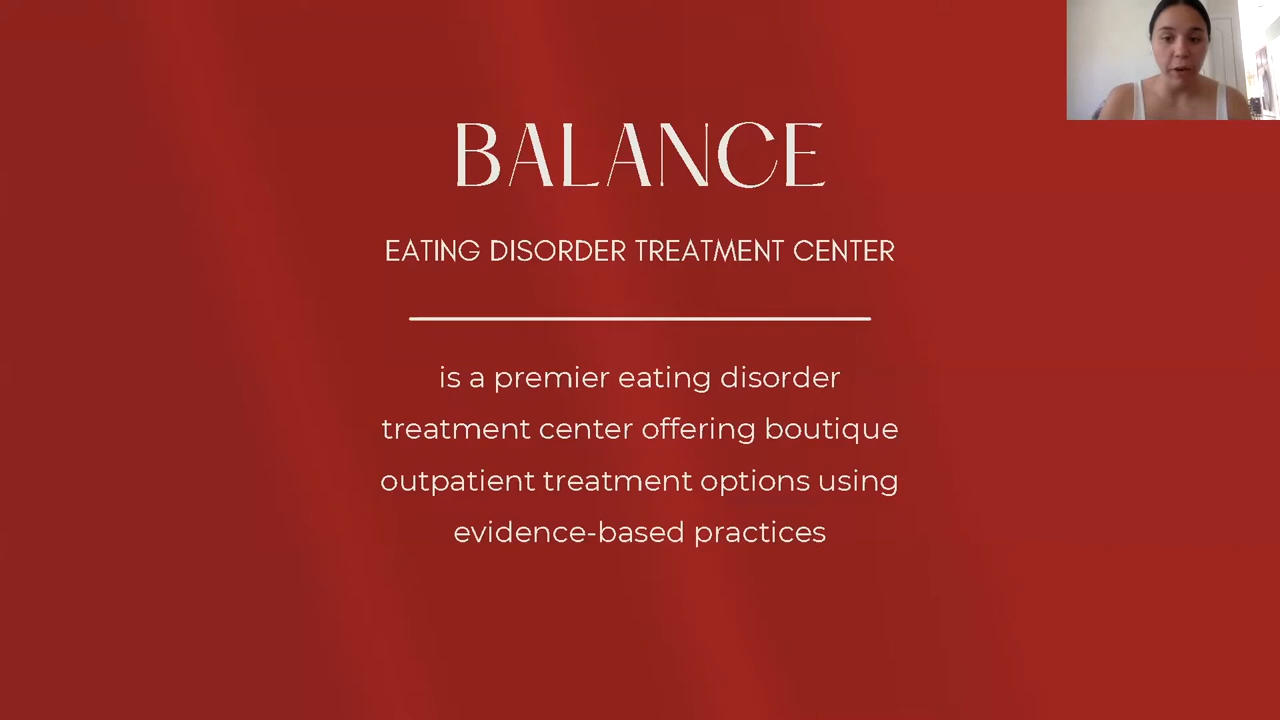 BALANCE
EATING DISORDER TREATMENT CENTER
is a premier eating disorder
treatment center offering boutique
outpatient treatment options using
evidence-based practices